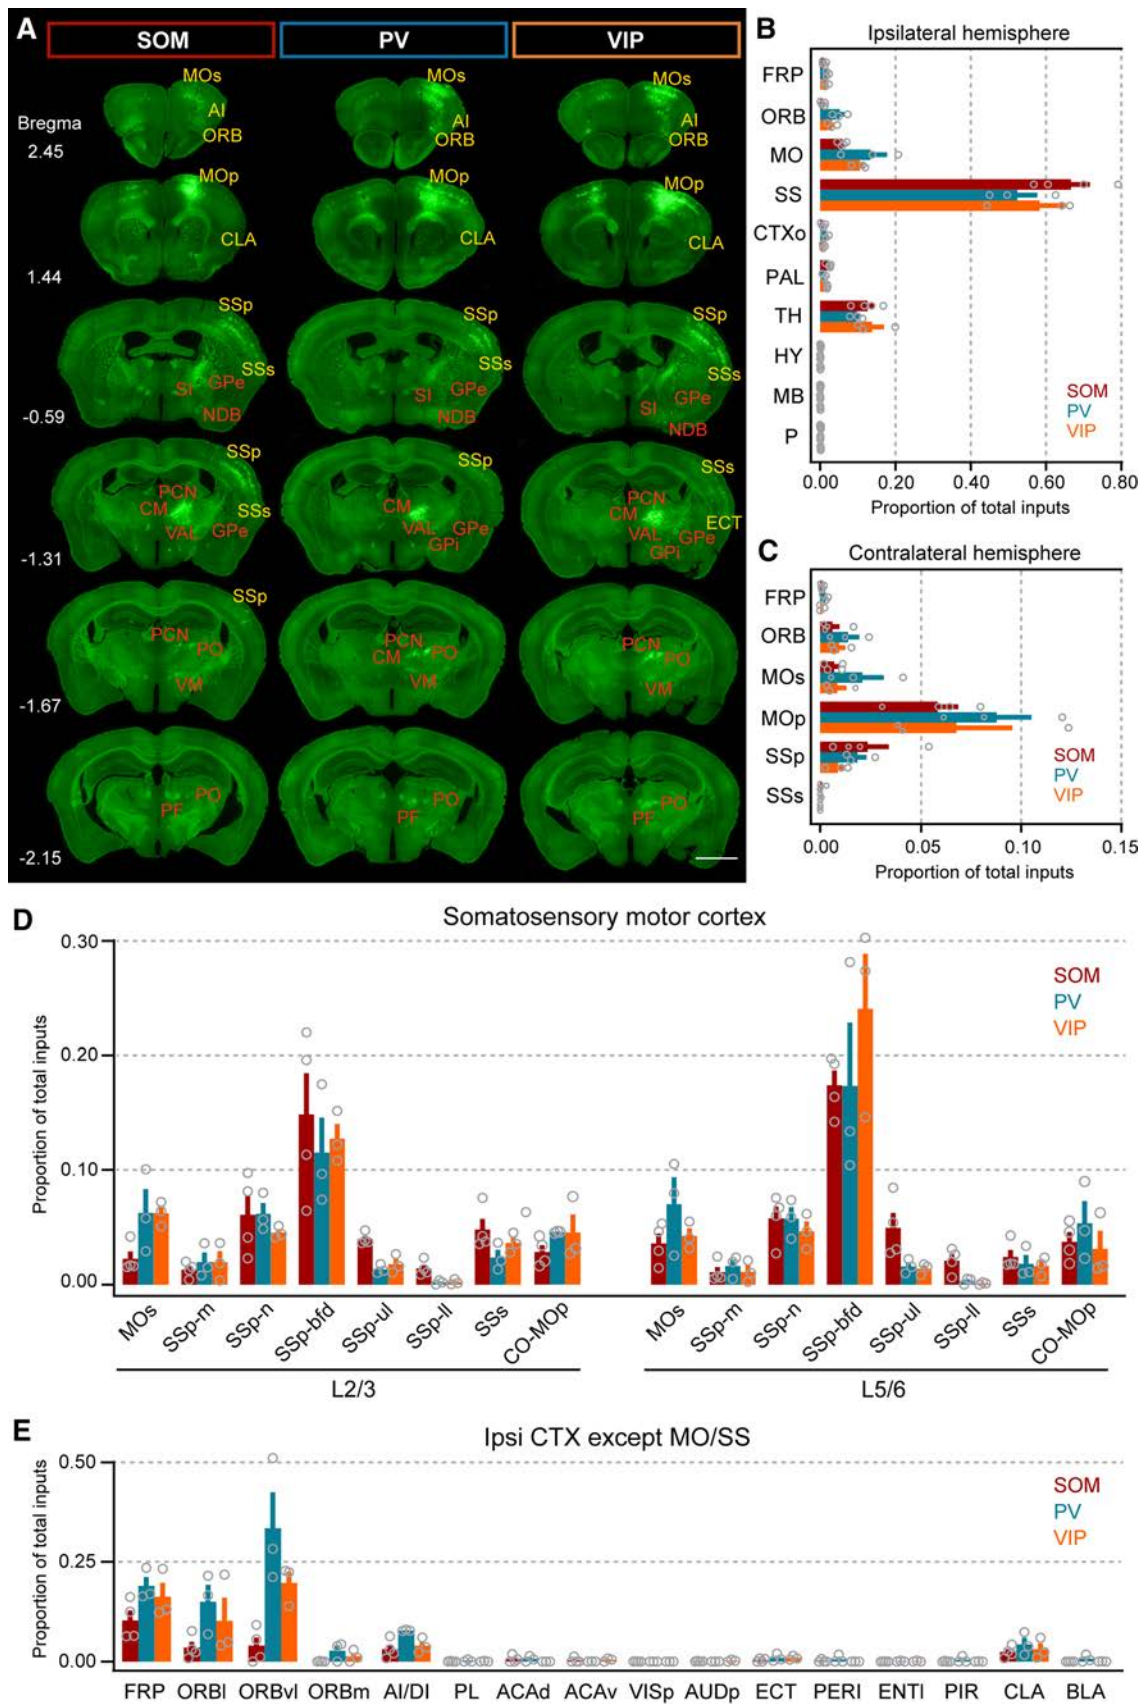 A
SOM PV VIP
MOs MOs MOs
AI AI AI
ORB ORB ORB
Bregma
2.45
MOp MOp MOp
CLA CLA CLA
1.44
SSp SSp SSp
SSs SSs SSs
SI GPe SI GPe SI GPe
NDB NDB NDB
-0.59
SSp SSp SSs
PCN PCN
CM CM CM
SSs ECT
VAL GPe VAL GPe VAL GPe
GPi GPi
-1.31
SSp
PCN PCN PCN
PO CM PO PO
VM VM VM
-1.67
PO PO PO
PF PF PF
-2.15
B
Ipsilateral hemisphere
FRP
ORB
MO
SS
CTXo
PAL
TH
HY
MB
P
SOM
PV
VIP
0.00 0.20 0.40 0.60 0.80
Proportion of total inputs
C
Contralateral hemisphere
FRP
ORB
MOs
MOp
SSp
SSs
SOM
PV
VIP
0.00 0.05 0.10 0.15
Proportion of total inputs
D
Somatosensory motor cortex
Proportion of total inputs
0.30
0.20
0.10
0.00
SOM
PV
VIP
MOs SSp-m SSp-n SSp-bfd SSp-ul SSp-ll SSs CO-MOp MOs SSp-m SSp-n SSp-bfd SSp-ul SSp-ll SSs CO-MOp
L2/3 L5/6
E
Ipsi CTX except MO/SS
Proportion of total inputs
0.50
0.25
0.00
SOM
PV
VIP
FRP ORBl ORBvl ORBm AI/DI PL ACAd ACAv VISp AUDp ECT PERI ENTl PIR CLA BLA